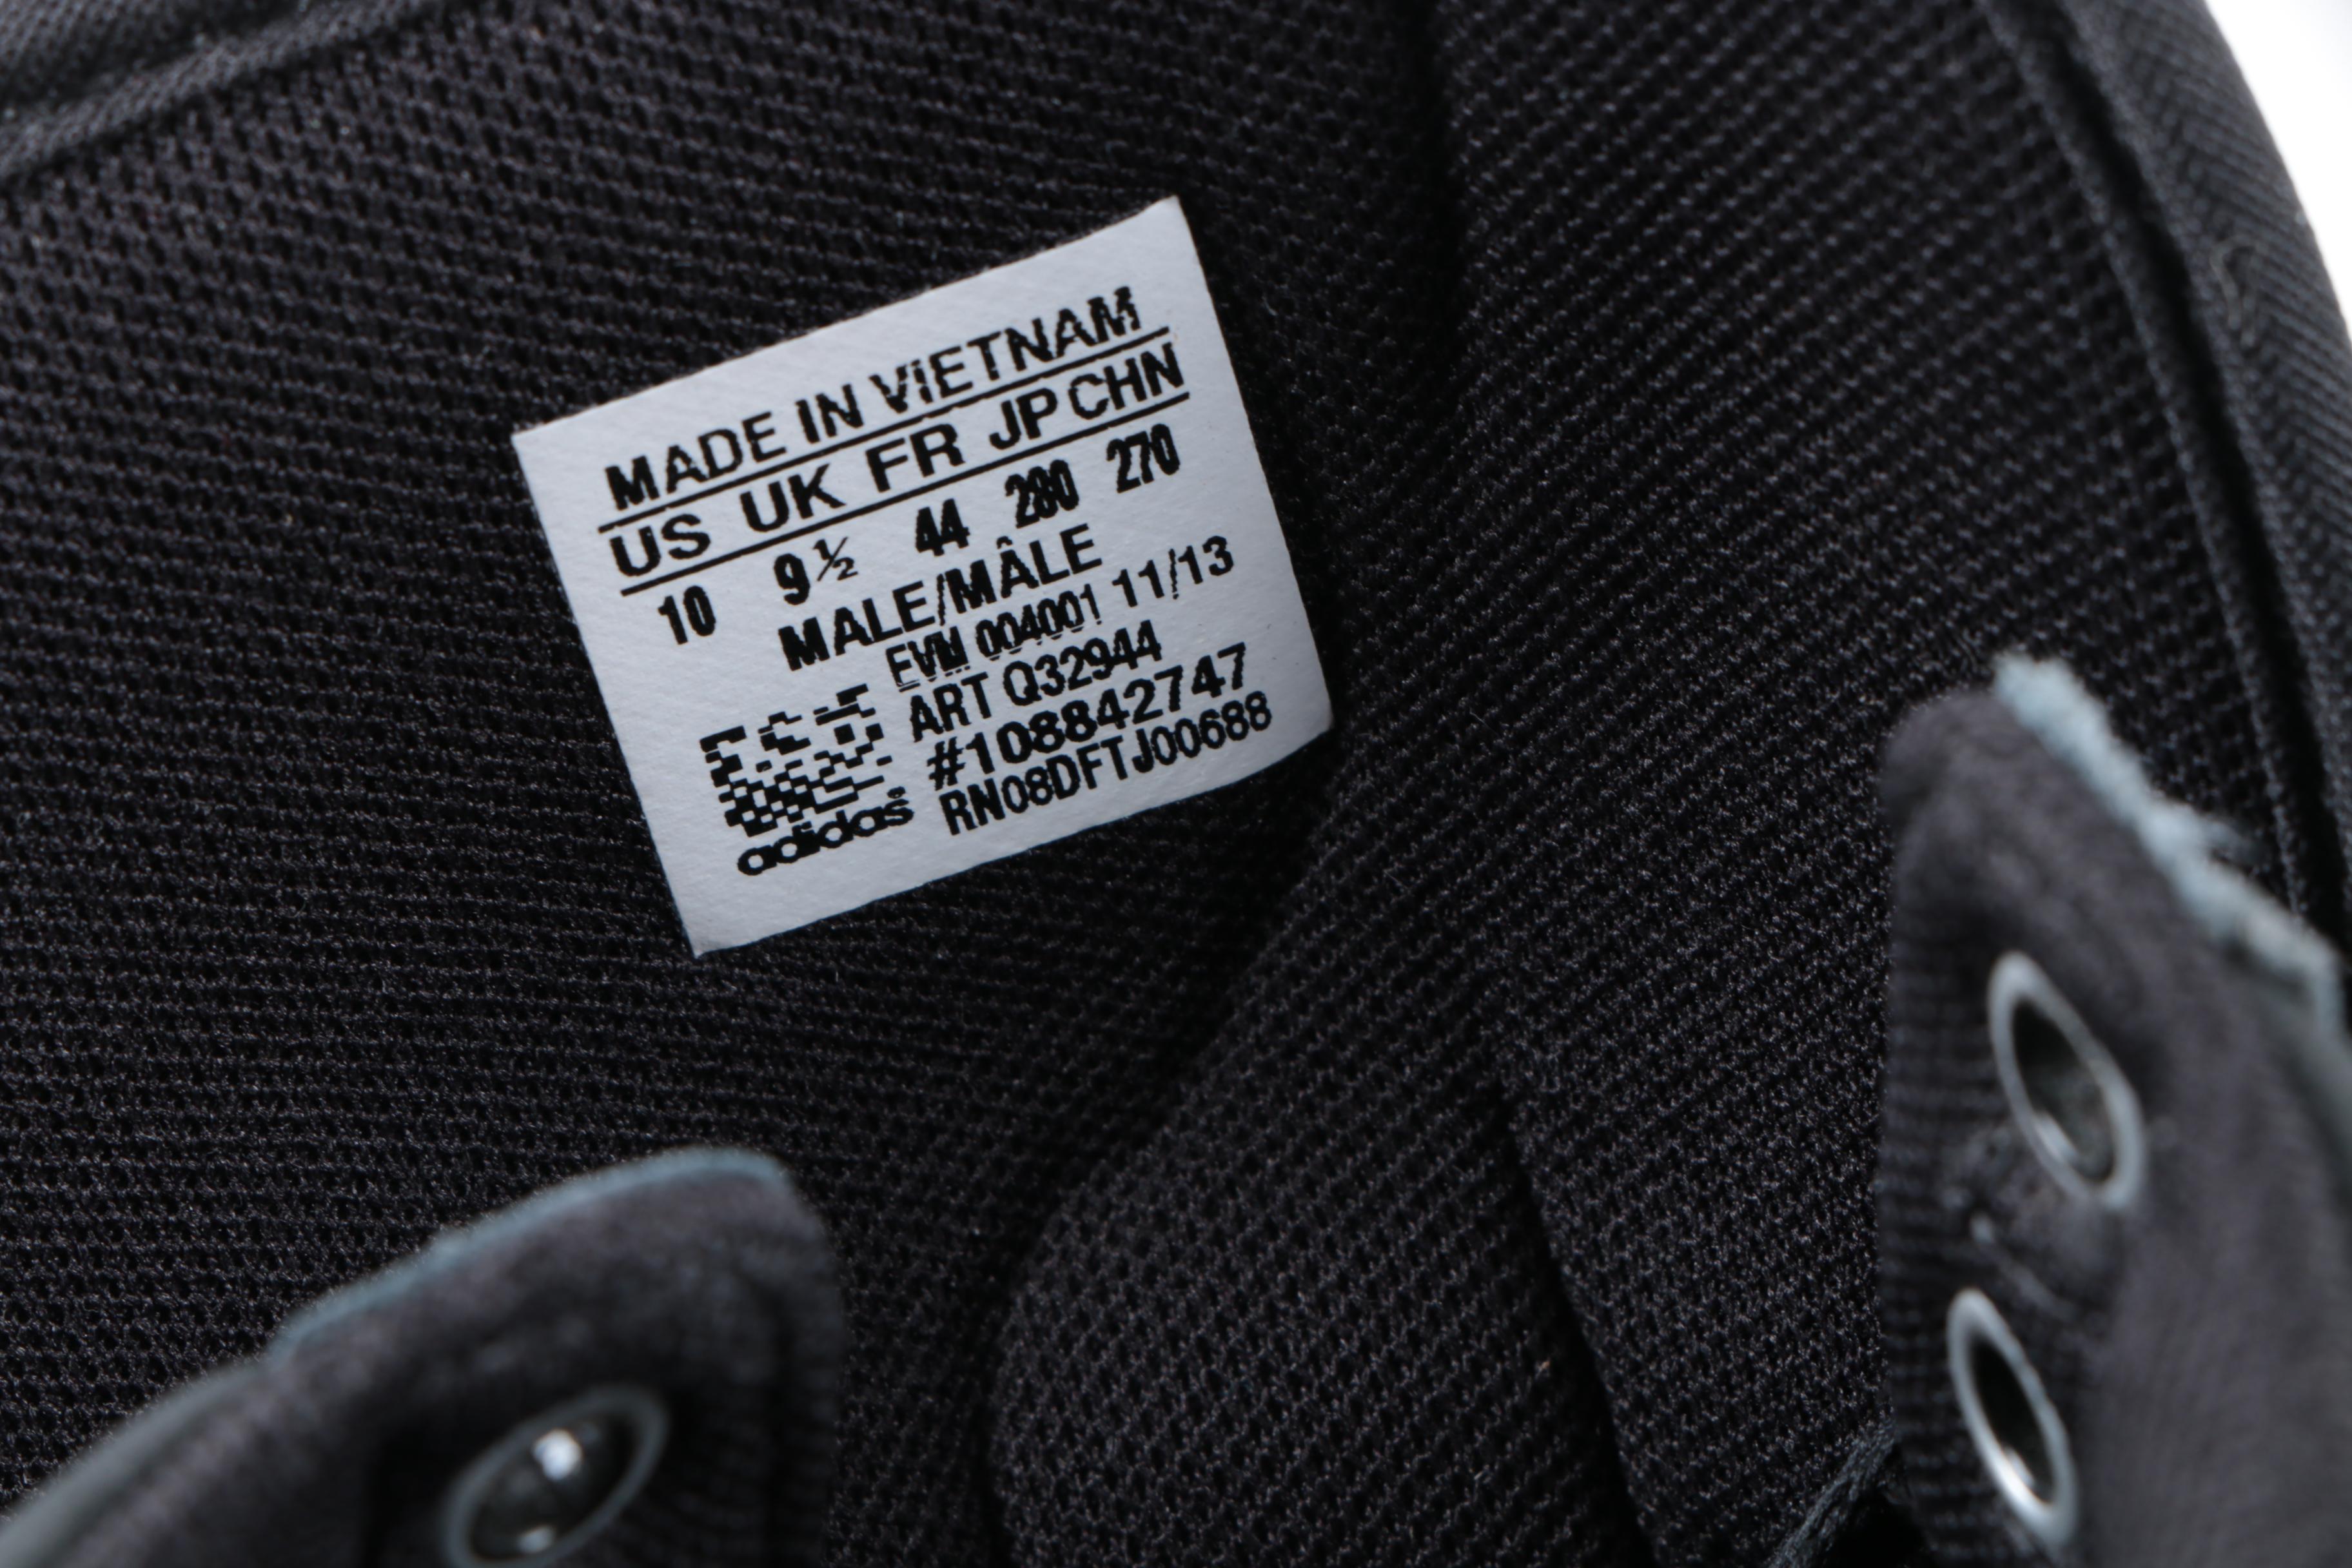 MADE IN VIETNAM
US UK FR JP CHN
10 9½ 44 280 270
MALE/MÂLE
EVM 004001 11/13
ART Q32944
#108842747
RN08DFTJ00688
adidas